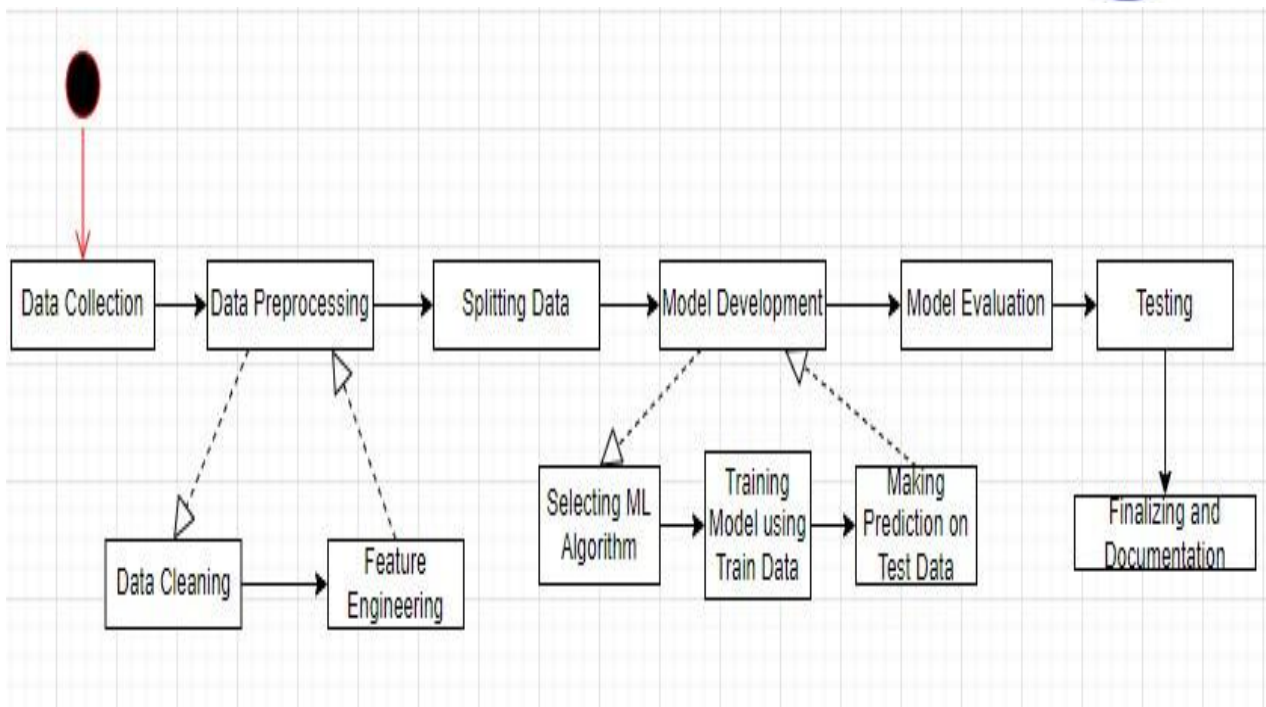 Data Collection
Data Preprocessing
Splitting Data
Model Development
Model Evaluation
Testing
Data Cleaning
Feature
Engineering
Selecting ML
Algorithm
Training
Model using
Train Data
Making
Prediction on
Test Data
Finalizing and
Documentation